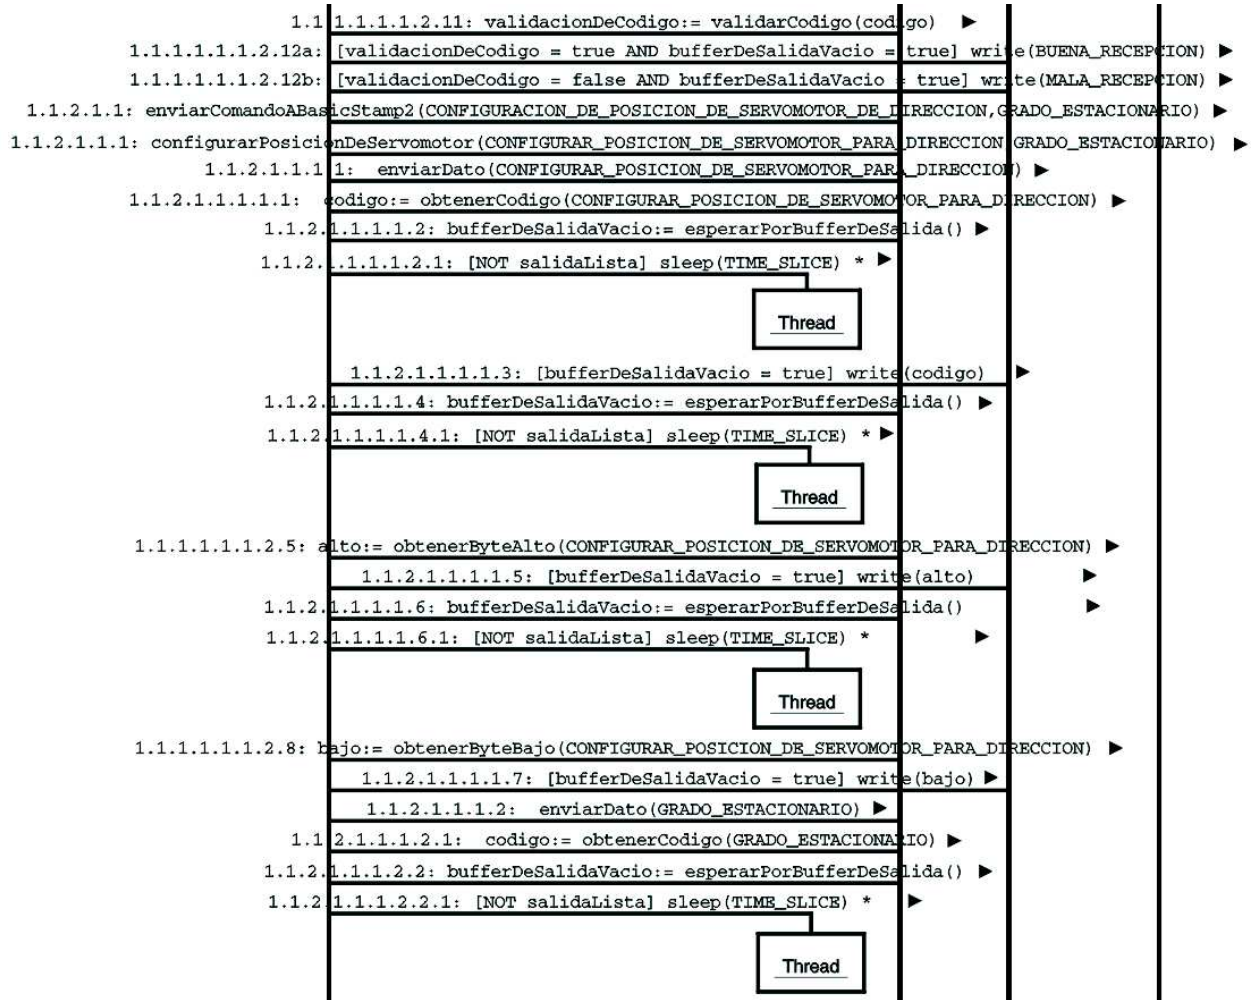 1.1.1.1.1.1.2.11: validacionDeCodigo:= validarCodigo(codigo)
1.1.1.1.1.1.2.12a: [validacionDeCodigo = true AND bufferDeSalidaVacio = true] write(BUENA_RECEPCION)
1.1.1.1.1.1.2.12b: [validacionDeCodigo = false AND bufferDeSalidaVacio = true] write(MALA_RECEPCION)
1.1.2.1.1: enviarComandoABasicStamp2(CONFIGURACION_DE_POSICION_DE_SERVOMOTOR_DE_DIRECCION,GRADO_ESTACIONARIO)
1.1.2.1.1.1: configurarPosicionDeServomotor(CONFIGURAR_POSICION_DE_SERVOMOTOR_PARA_DIRECCION,GRADO_ESTACIONARIO)
1.1.2.1.1.1.1: enviarDato(CONFIGURAR_POSICION_DE_SERVOMOTOR_PARA_DIRECCION)
1.1.2.1.1.1.1.1: codigo:= obtenerCodigo(CONFIGURAR_POSICION_DE_SERVOMOTOR_PARA_DIRECCION)
1.1.2.1.1.1.1.2: bufferDeSalidaVacio:= esperarPorBufferDeSalida()
1.1.2.1.1.1.1.2.1: [NOT salidaLista] sleep(TIME_SLICE) *
Thread
1.1.2.1.1.1.1.3: [bufferDeSalidaVacio = true] write(codigo)
1.1.2.1.1.1.1.4: bufferDeSalidaVacio:= esperarPorBufferDeSalida()
1.1.2.1.1.1.1.4.1: [NOT salidaLista] sleep(TIME_SLICE) *
Thread
1.1.1.1.1.1.2.5: alto:= obtenerByteAlto(CONFIGURAR_POSICION_DE_SERVOMOTOR_PARA_DIRECCION)
1.1.2.1.1.1.1.5: [bufferDeSalidaVacio = true] write(alto)
1.1.2.1.1.1.1.6: bufferDeSalidaVacio:= esperarPorBufferDeSalida()
1.1.2.1.1.1.1.6.1: [NOT salidaLista] sleep(TIME_SLICE) *
Thread
1.1.1.1.1.1.2.8: bajo:= obtenerByteBajo(CONFIGURAR_POSICION_DE_SERVOMOTOR_PARA_DIRECCION)
1.1.2.1.1.1.1.7: [bufferDeSalidaVacio = true] write(bajo)
1.1.2.1.1.1.2: enviarDato(GRADO_ESTACIONARIO)
1.1.2.1.1.1.2.1: codigo:= obtenerCodigo(GRADO_ESTACIONARIO)
1.1.2.1.1.1.2.2: bufferDeSalidaVacio:= esperarPorBufferDeSalida()
1.1.2.1.1.1.2.2.1: [NOT salidaLista] sleep(TIME_SLICE) *
Thread